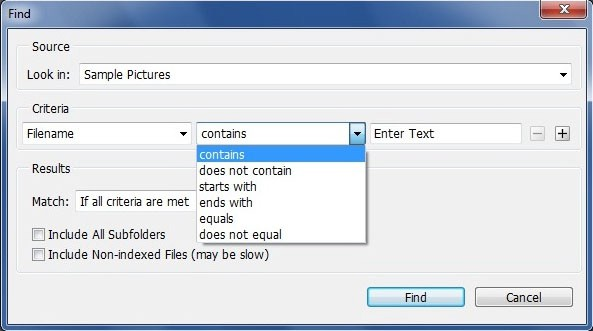 Find
Source
Look in: Sample Pictures
Criteria
Filename contains Enter Text
contains
does not contain
starts with
ends with
equals
does not equal
Results
Match: If all criteria are met
Include All Subfolders
Include Non-indexed Files (may be slow)
Find Cancel